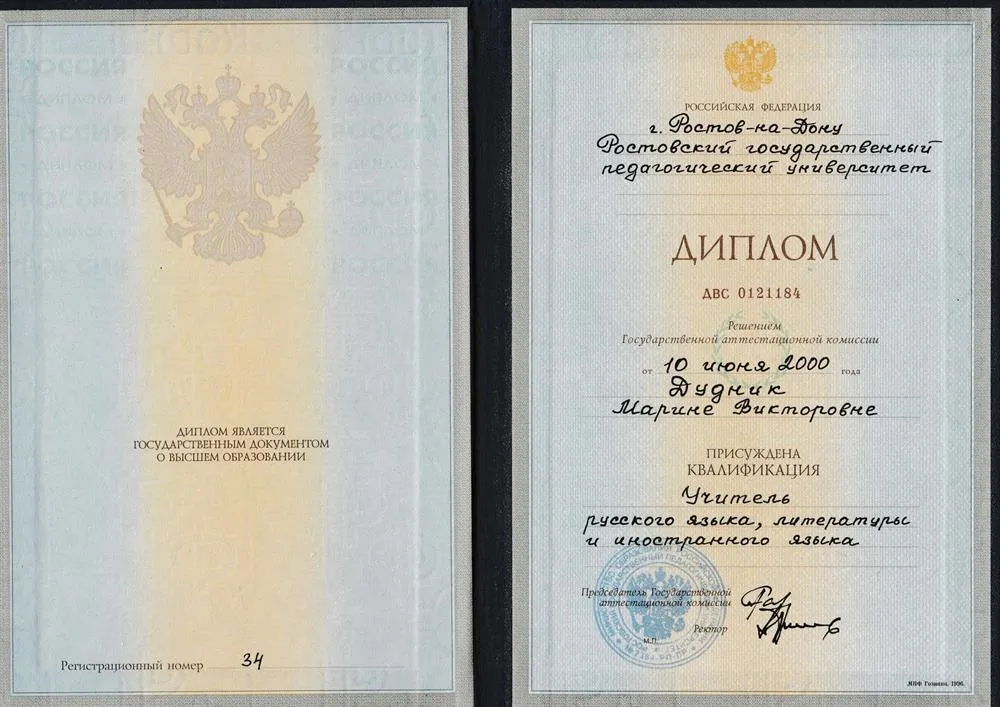 ДИПЛОМ ЯВЛЯЕТСЯ
ГОСУДАРСТВЕННЫМ ДОКУМЕНТОМ
О ВЫСШЕМ ОБРАЗОВАНИИ
Регистрационный номер 34
РОССИЙСКАЯ ФЕДЕРАЦИЯ
г. Ростов-на-Дону
Ростовский государственный
педагогический университет
ДИПЛОМ
ДВС 0121184
Решением
Государственной аттестационной комиссии
от 10 июня 2000 года
Дудник
Марине Викторовне
ПРИСУЖДЕНА
КВАЛИФИКАЦИЯ
Учитель
русского языка, литературы
и иностранного языка
Председатель Государственной
аттестационной комиссии
Ректор
М.П.
МПФ Гознака. 1996.